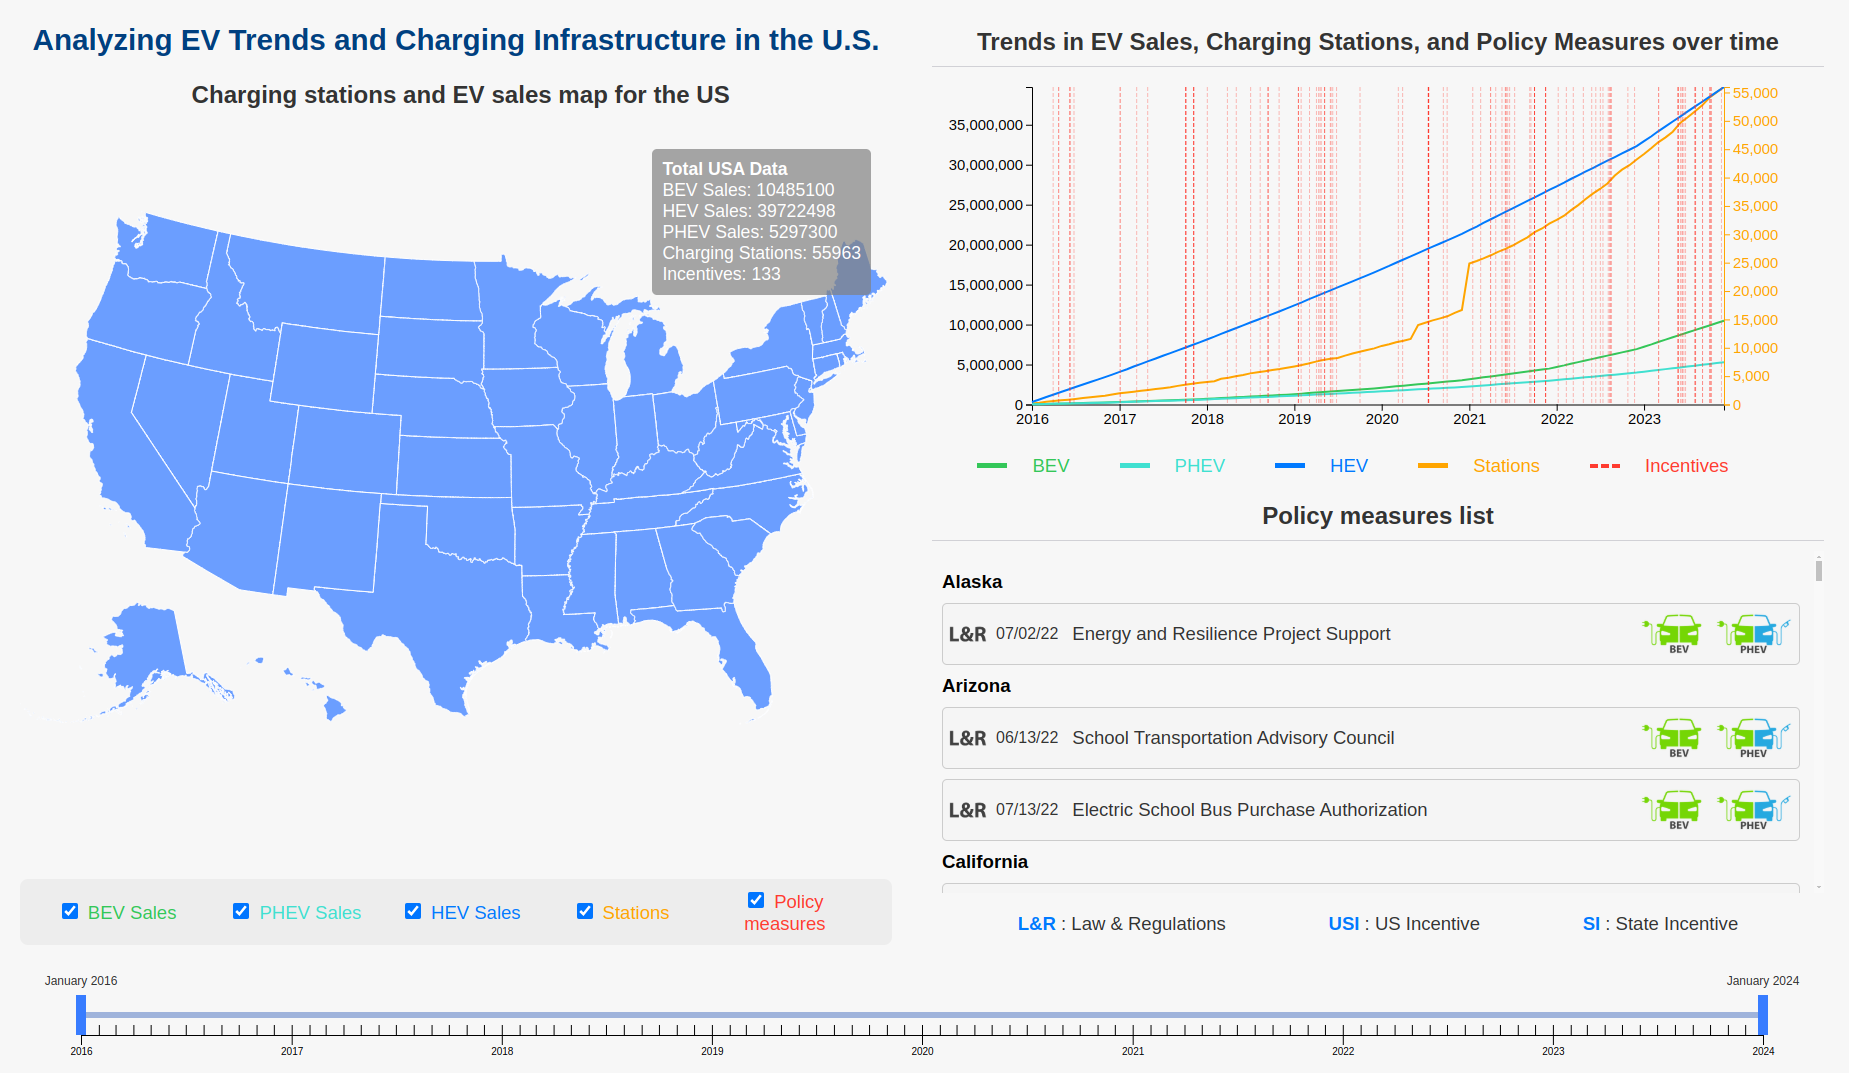 Analyzing EV Trends and Charging Infrastructure in the U.S.
Charging stations and EV sales map for the US
Total USA Data
BEV Sales: 10485100
HEV Sales: 39722498
PHEV Sales: 5297300
Charging Stations: 55963
Incentives: 133
BEV Sales
PHEV Sales
HEV Sales
Stations
Policy
measures
Trends in EV Sales, Charging Stations, and Policy Measures over time
35,000,000
30,000,000
25,000,000
20,000,000
15,000,000
10,000,000
5,000,000
0
55,000
50,000
45,000
40,000
35,000
30,000
25,000
20,000
15,000
10,000
5,000
0
2016 2017 2018 2019 2020 2021 2022 2023
BEV PHEV HEV Stations Incentives
Policy measures list
Alaska
L&R 07/02/22 Energy and Resilience Project Support BEV PHEV
Arizona
L&R 06/13/22 School Transportation Advisory Council BEV PHEV
L&R 07/13/22 Electric School Bus Purchase Authorization BEV PHEV
California
L&R : Law & Regulations USI : US Incentive SI : State Incentive
January 2016 January 2024
2016 2017 2018 2019 2020 2021 2022 2023 2024